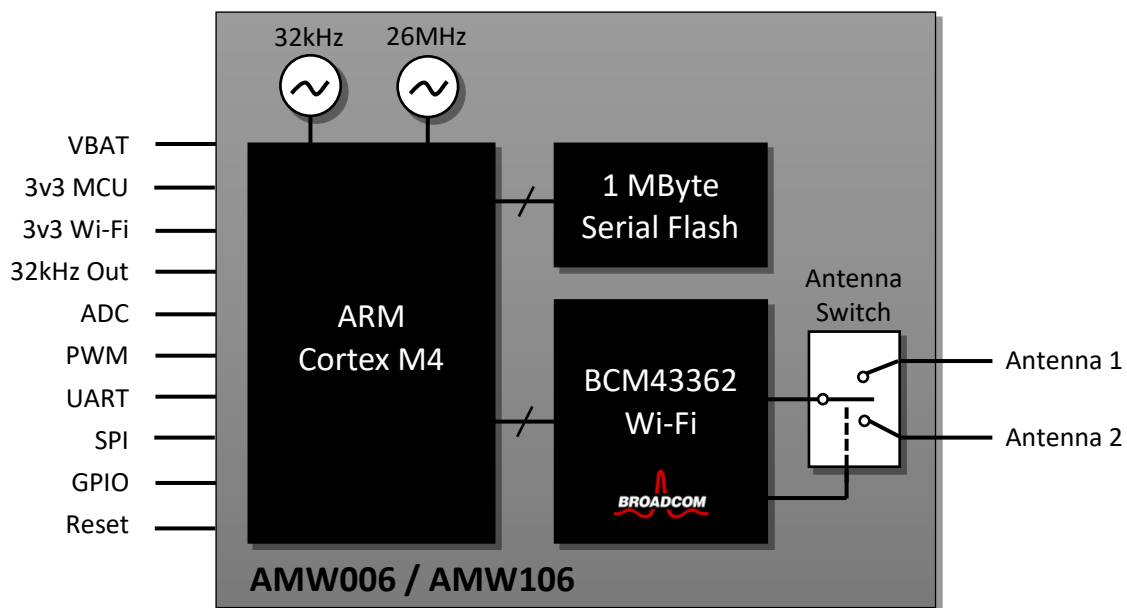 32kHz
26MHz
VBAT
3v3 MCU
3v3 Wi-Fi
32kHz Out
ADC
PWM
UART
SPI
GPIO
Reset
ARM
Cortex M4
1 MByte
Serial Flash
BCM43362
Wi-Fi
BROADCOM
Antenna
Switch
Antenna 1
Antenna 2
AMW006 / AMW106